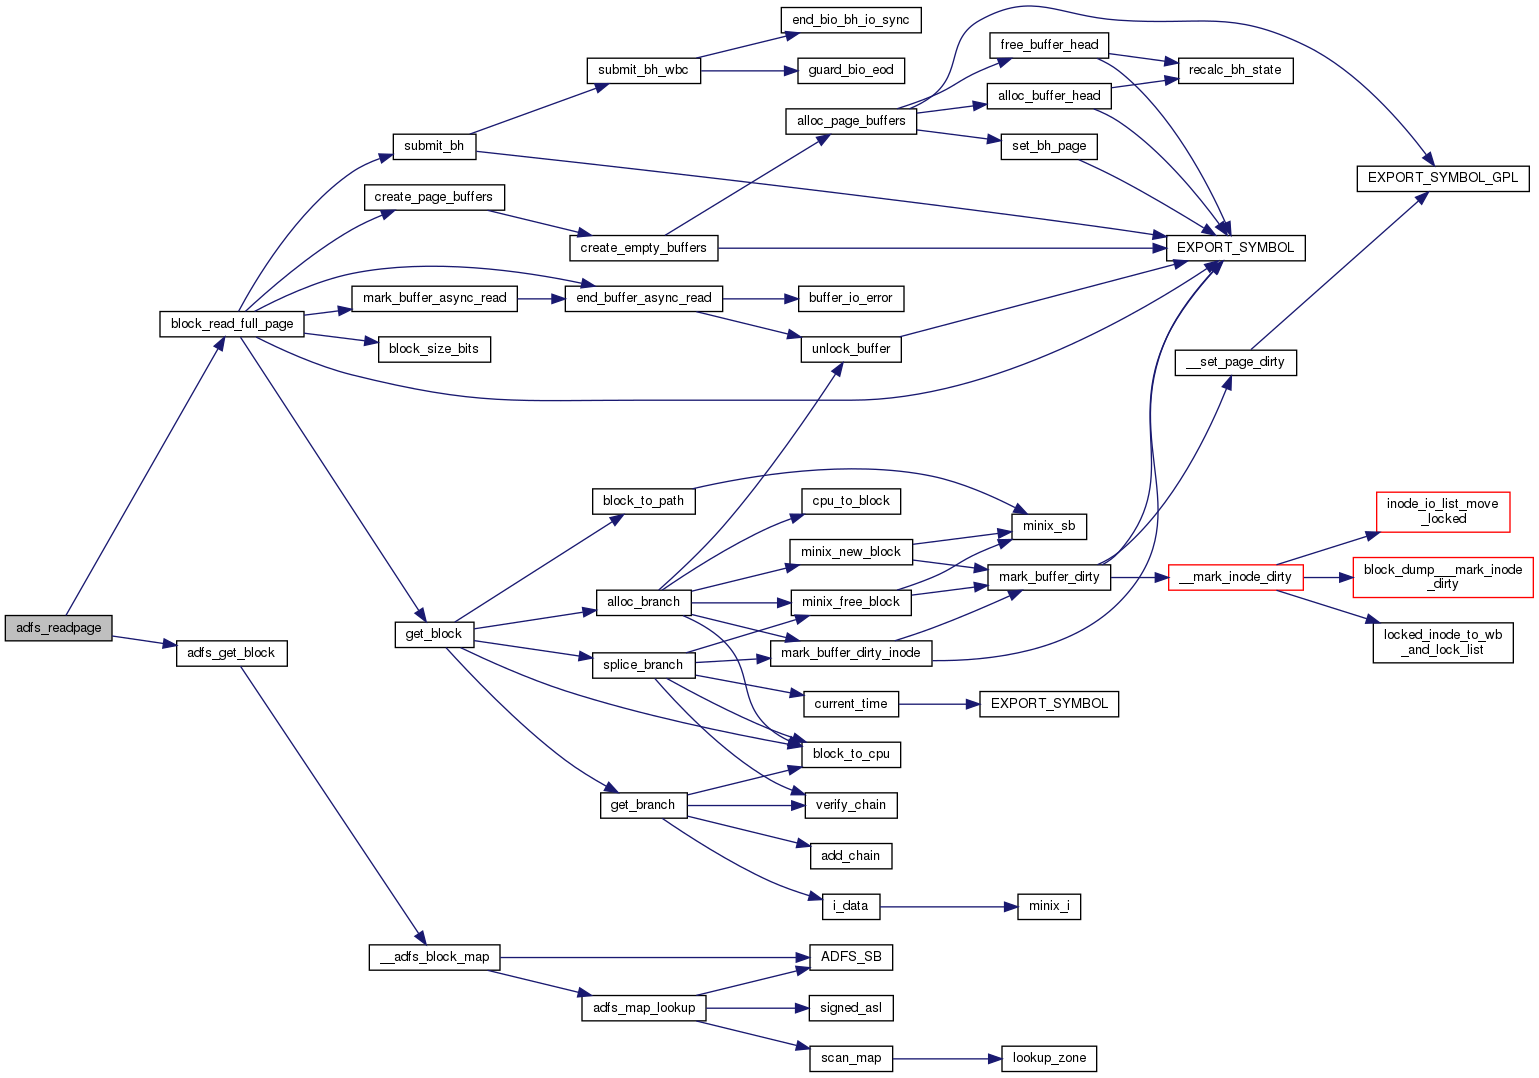 end_bio_bh_io_sync
free_buffer_head
submit_bh_wbc
guard_bio_eod
recalc_bh_state
alloc_buffer_head
alloc_page_buffers
submit_bh
set_bh_page
EXPORT_SYMBOL_GPL
create_page_buffers
create_empty_buffers
EXPORT_SYMBOL
mark_buffer_async_read
end_buffer_async_read
buffer_io_error
block_read_full_page
block_size_bits
unlock_buffer
__set_page_dirty
block_to_path
cpu_to_block
inode_io_list_move
_locked
minix_sb
minix_new_block
mark_buffer_dirty
__mark_inode_dirty
block_dump___mark_inode
_dirty
alloc_branch
minix_free_block
adfs_readpage
get_block
locked_inode_to_wb
_and_lock_list
adfs_get_block
splice_branch
mark_buffer_dirty_inode
current_time
EXPORT_SYMBOL
block_to_cpu
get_branch
verify_chain
add_chain
i_data
minix_i
__adfs_block_map
ADFS_SB
adfs_map_lookup
signed_asl
scan_map
lookup_zone